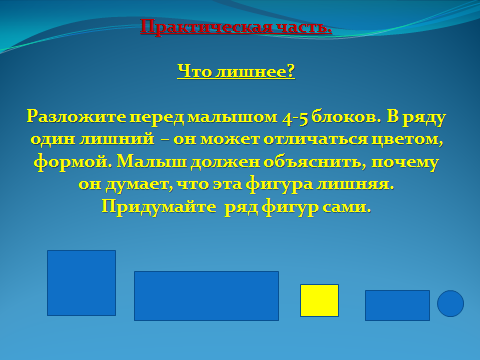 Практическая часть.
Что лишнее?
Разложите перед малышом 4-5 блоков. В ряду
один лишний – он может отличаться цветом,
формой. Малыш должен объяснить, почему
он думает, что эта фигура лишняя.
Придумайте ряд фигур сами.